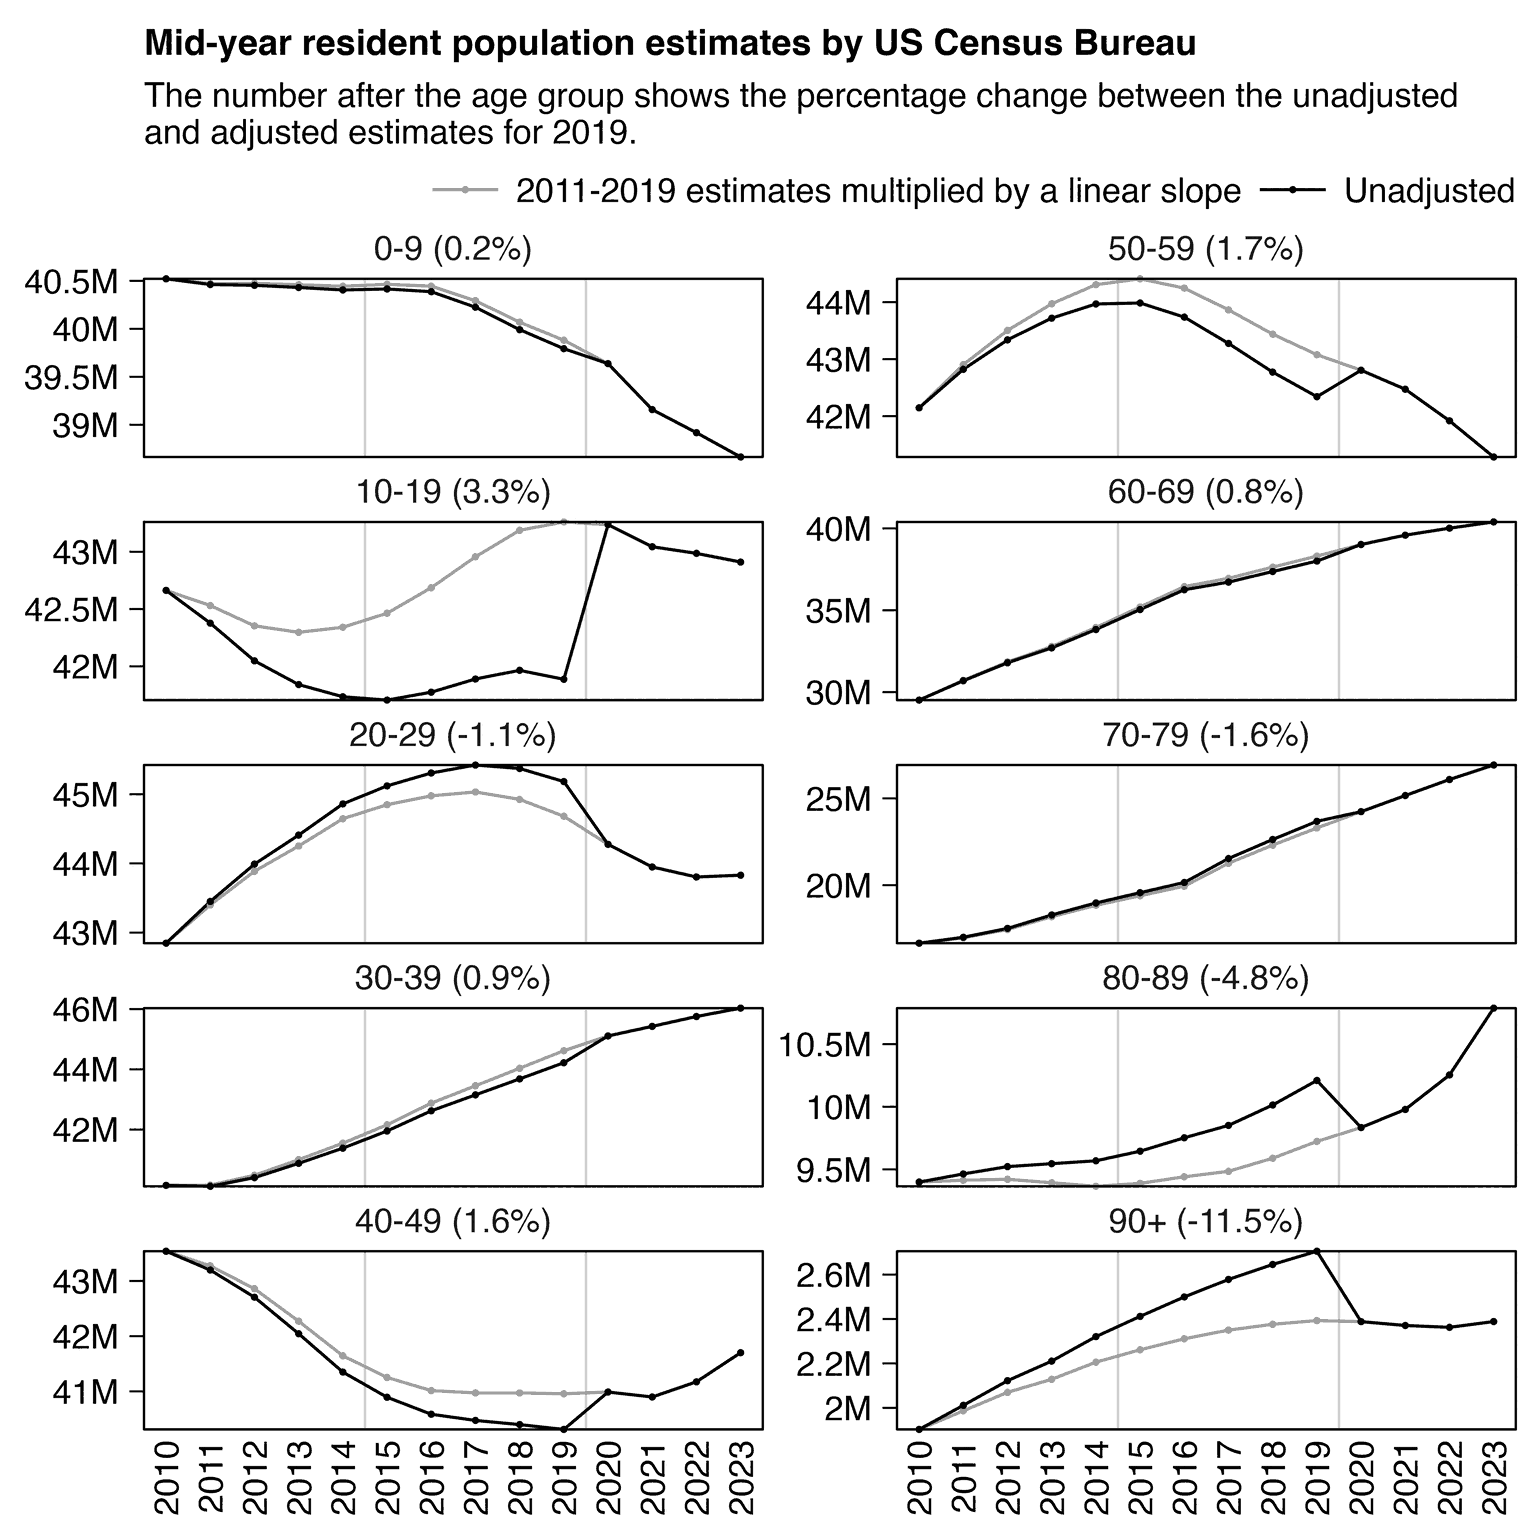 Mid-year resident population estimates by US Census Bureau
The number after the age group shows the percentage change between the unadjusted
and adjusted estimates for 2019.
2011-2019 estimates multiplied by a linear slope
Unadjusted
0-9 (0.2%)
40.5M
40M
39.5M
39M
50-59 (1.7%)
44M
43M
42M
10-19 (3.3%)
43M
42.5M
42M
60-69 (0.8%)
40M
35M
30M
20-29 (-1.1%)
45M
44M
43M
70-79 (-1.6%)
25M
20M
30-39 (0.9%)
46M
44M
42M
80-89 (-4.8%)
10.5M
10M
9.5M
40-49 (1.6%)
43M
42M
41M
90+ (-11.5%)
2.6M
2.4M
2.2M
2M
2010
2011
2012
2013
2014
2015
2016
2017
2018
2019
2020
2021
2022
2023
2010
2011
2012
2013
2014
2015
2016
2017
2018
2019
2020
2021
2022
2023